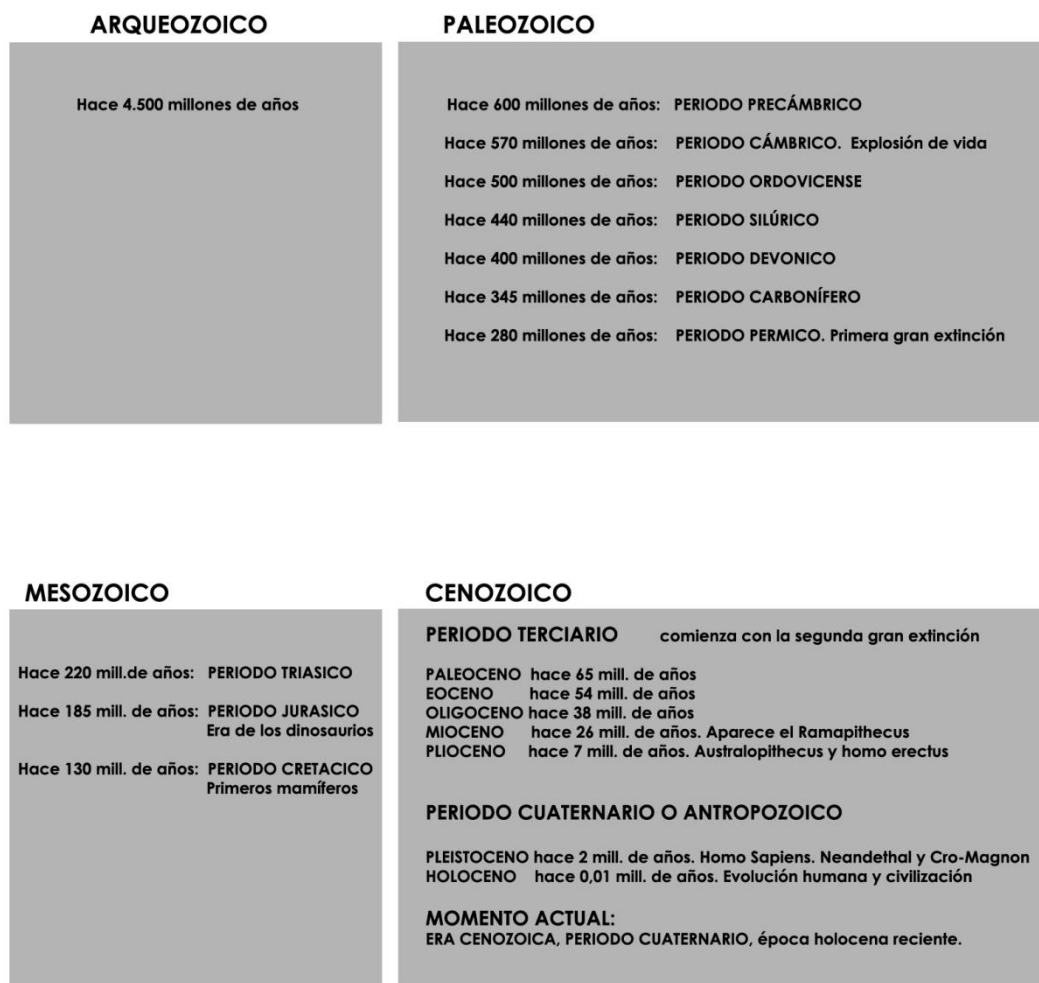 ARQUEOZOICO
Hace 4.500 millones de años
PALEOZOICO
Hace 600 millones de años: PERIODO PRECÁMBRICO
Hace 570 millones de años: PERIODO CÁMBRICO. Explosión de vida
Hace 500 millones de años: PERIODO ORDOVICENSE
Hace 440 millones de años: PERIODO SILÚRICO
Hace 400 millones de años: PERIODO DEVONICO
Hace 345 millones de años: PERIODO CARBONÍFERO
Hace 280 millones de años: PERIODO PERMICO. Primera gran extinción
MESOZOICO
Hace 220 mill.de años: PERIODO TRIASICO
Hace 185 mill. de años: PERIODO JURASICO
Era de los dinosaurios
Hace 130 mill. de años: PERIODO CRETACICO
Primeros mamíferos
CENOZOICO
PERIODO TERCIARIO comienza con la segunda gran extinción
PALEOCENO hace 65 mill. de años
EOCENO hace 54 mill. de años
OLIGOCENO hace 38 mill. de años
MIOCENO hace 26 mill. de años. Aparece el Ramapithecus
PLIOCENO hace 7 mill. de años. Australopithecus y homo erectus
PERIODO CUATERNARIO O ANTROPOZOICO
PLEISTOCENO hace 2 mill. de años. Homo Sapiens. Neandethal y Cro-Magnon
HOLOCENO hace 0,01 mill. de años. Evolución humana y civilización
MOMENTO ACTUAL:
ERA CENOZOICA, PERIODO CUATERNARIO, época holocena reciente.